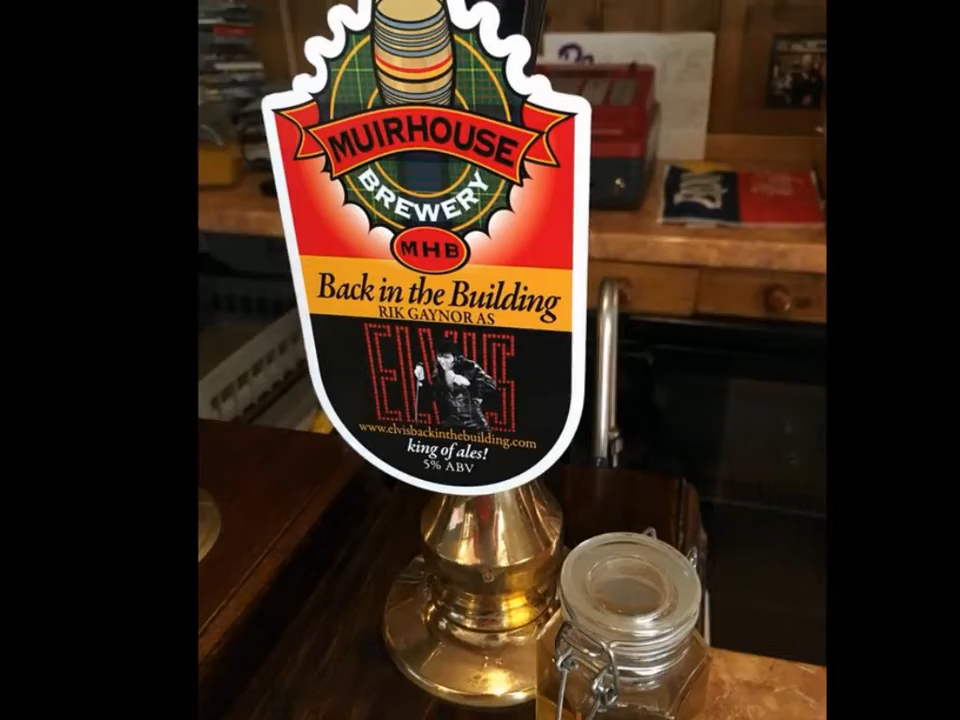 MUIRHOUSE
BREWERY
MHB
Back in the Building
RIK GAYNOR AS
ELVIS
www.elvisbackinthebuilding.com
king of ales!
5% ABV